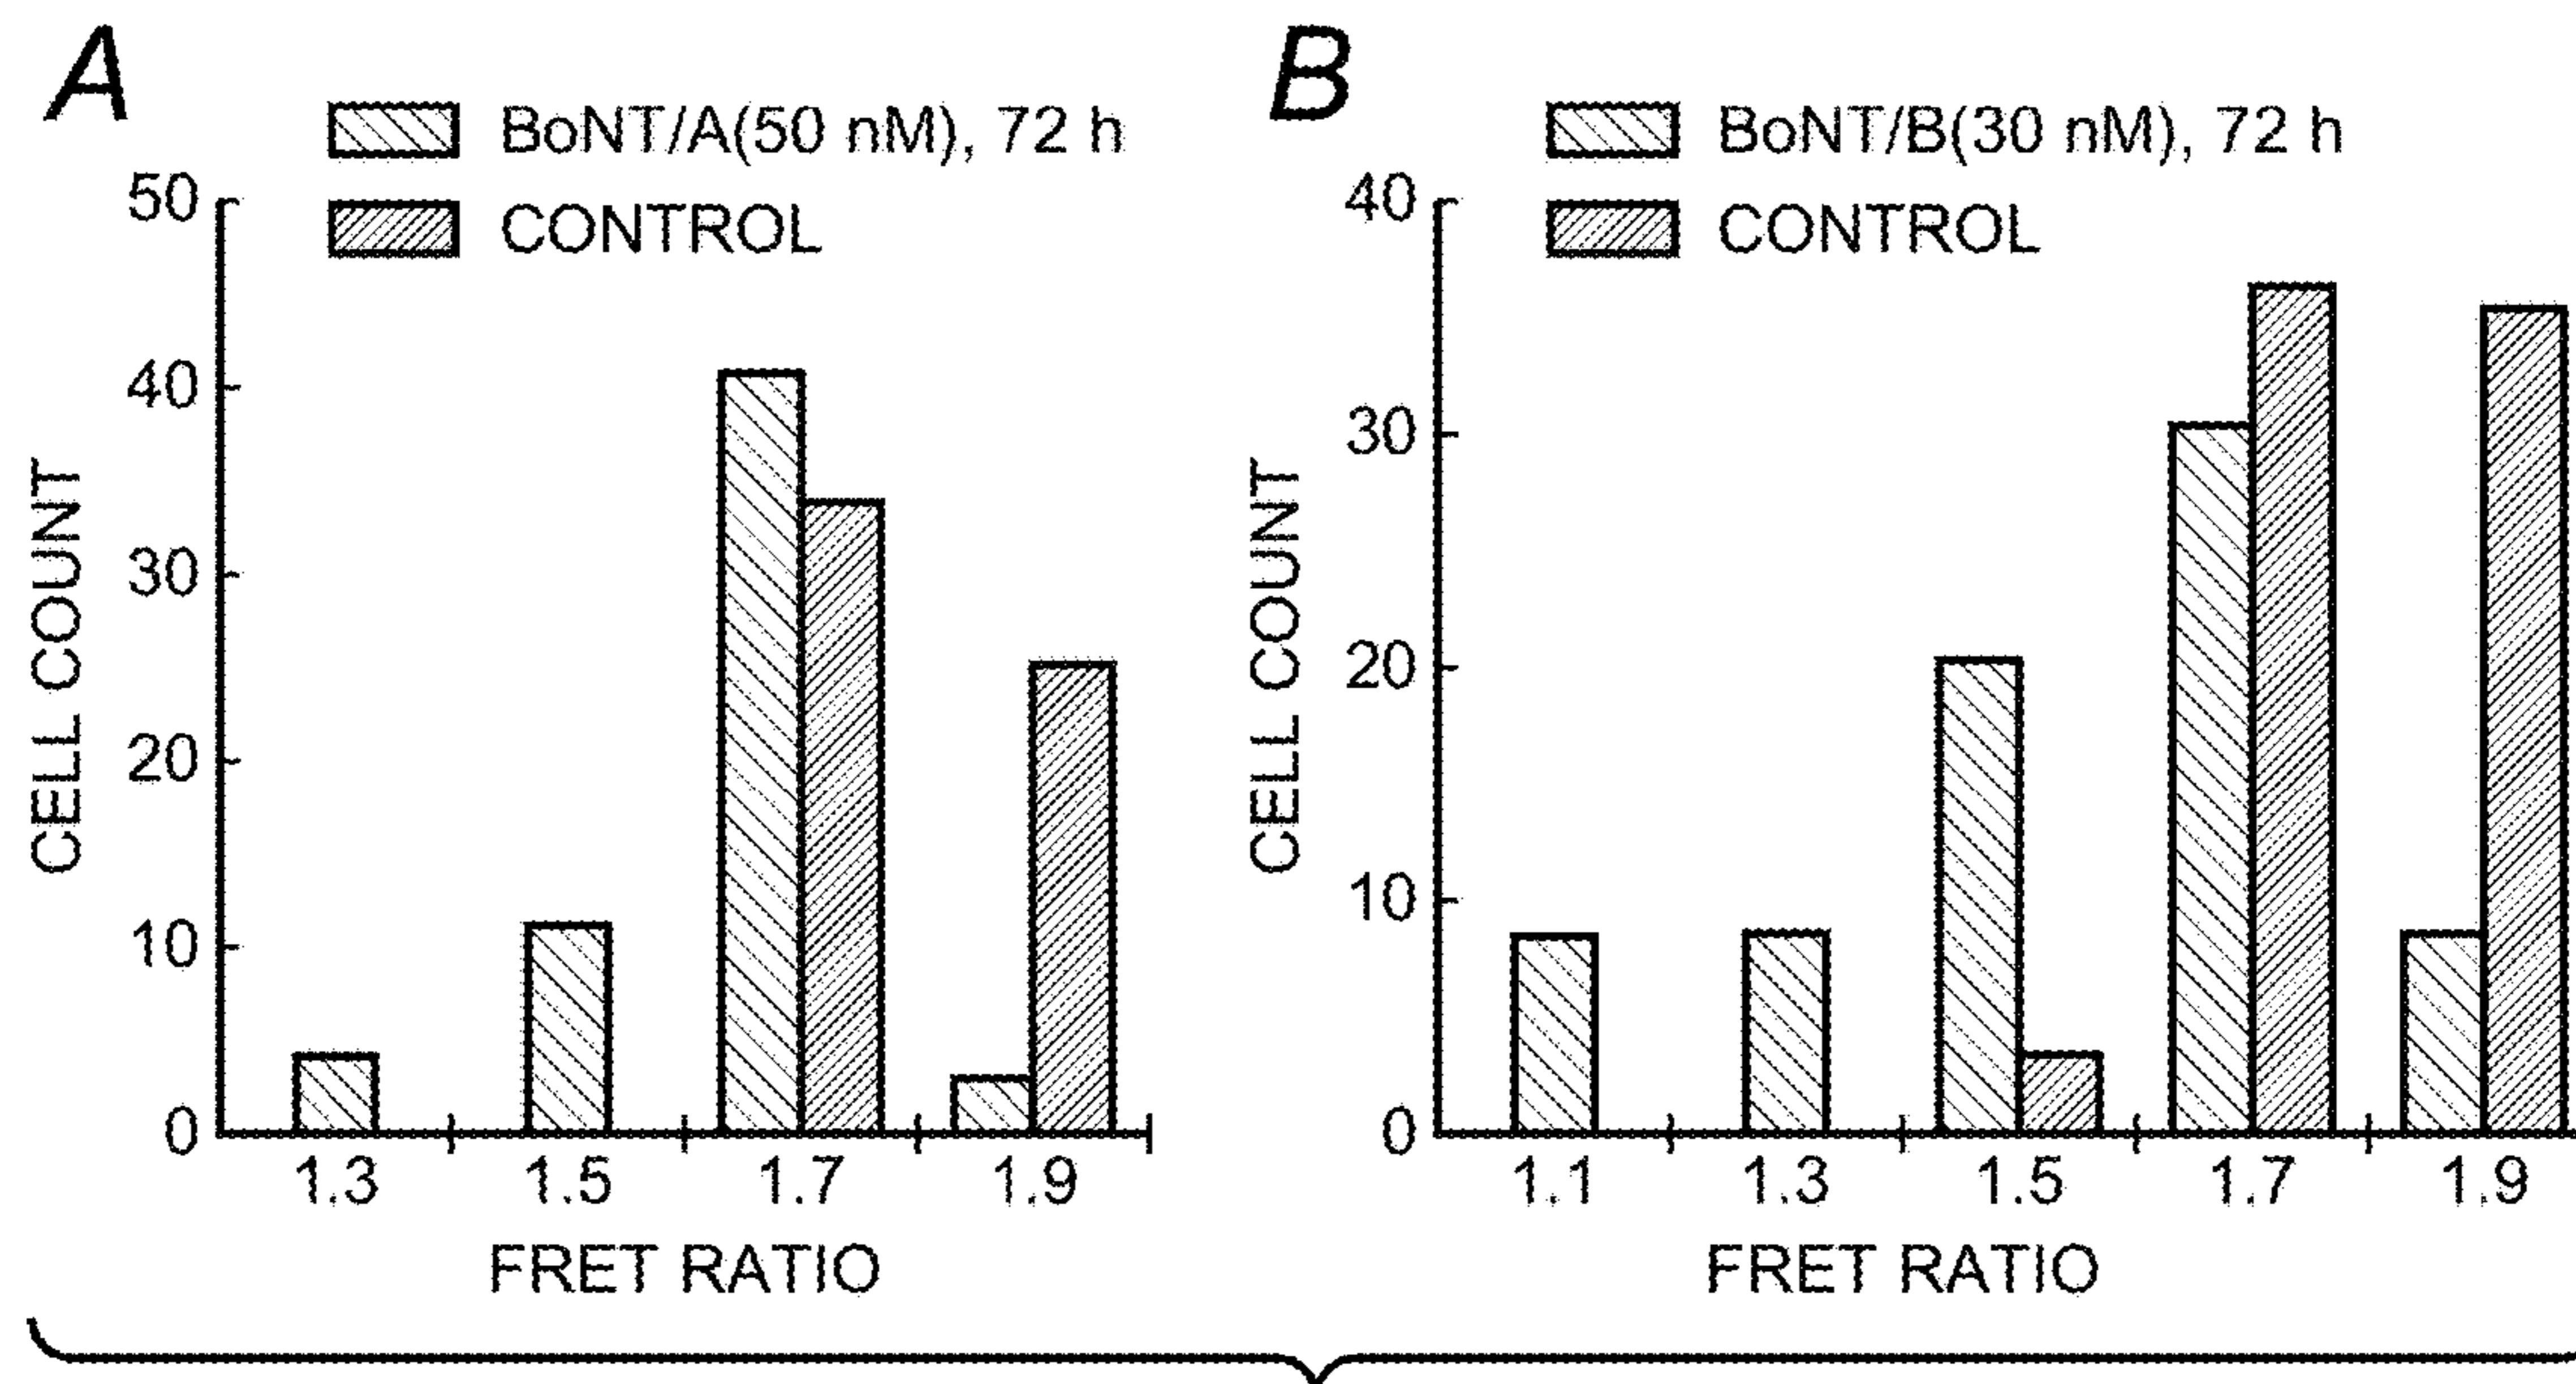 A
BoNT/A(50 nM), 72 h
CONTROL
50
40
30
20
10
0
CELL COUNT
1.3 1.5 1.7 1.9
FRET RATIO
B
BoNT/B(30 nM), 72 h
CONTROL
40
30
20
10
0
CELL COUNT
1.1 1.3 1.5 1.7 1.9
FRET RATIO